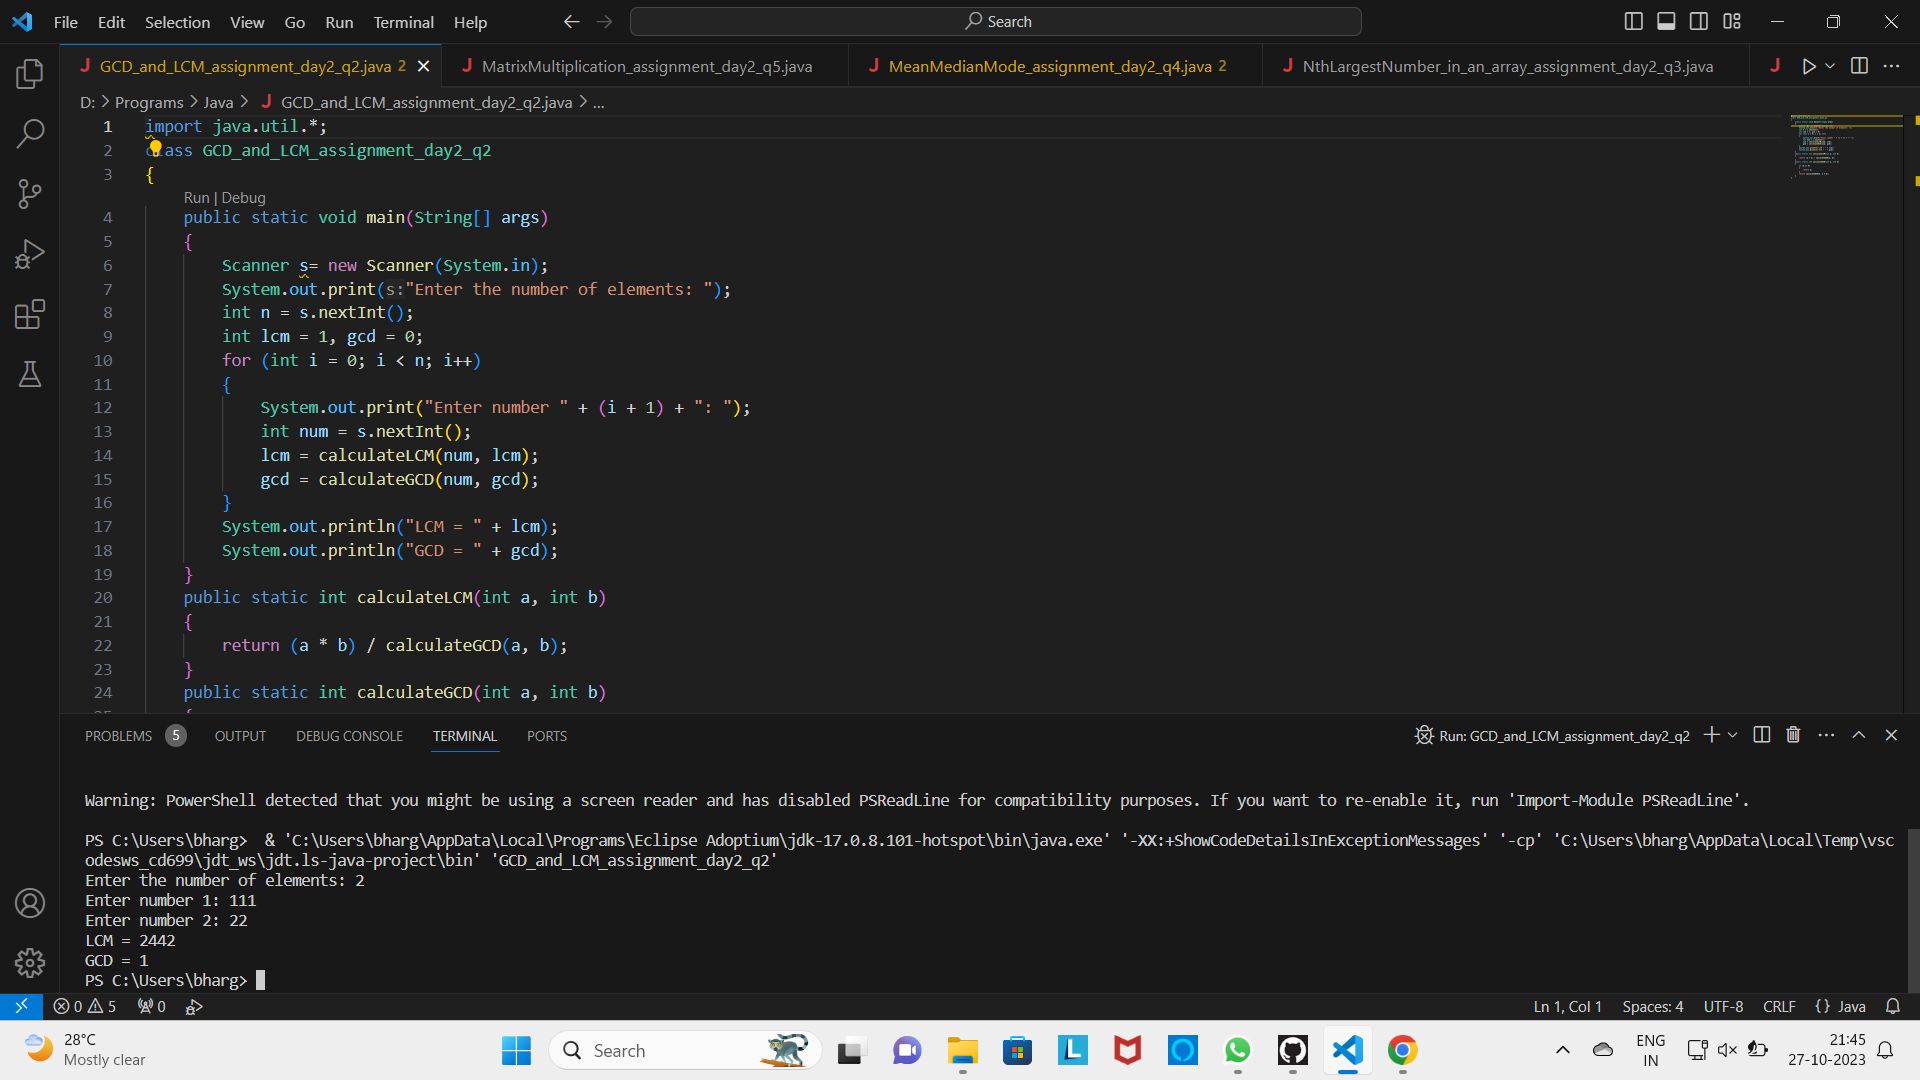 File Edit Selection View Go Run Terminal Help
Search
GCD_and_LCM_assignment_day2_q2.java 2
MatrixMultiplication_assignment_day2_q5.java
MeanMedianMode_assignment_day2_q4.java 2
NthLargestNumber_in_an_array_assignment_day2_q3.java
D: > Programs > Java > J GCD_and_LCM_assignment_day2_q2.java > ...
1 import java.util.*;
2 class GCD_and_LCM_assignment_day2_q2
3 {
Run | Debug
4 public static void main(String[] args)
5 {
6 Scanner s= new Scanner(System.in);
7 System.out.print(s:"Enter the number of elements: ");
8 int n = s.nextInt();
9 int lcm = 1, gcd = 0;
10 for (int i = 0; i < n; i++)
11 {
12 System.out.print("Enter number " + (i + 1) + ": ");
13 int num = s.nextInt();
14 lcm = calculateLCM(num, lcm);
15 gcd = calculateGCD(num, gcd);
16 }
17 System.out.println("LCM = " + lcm);
18 System.out.println("GCD = " + gcd);
19 }
20 public static int calculateLCM(int a, int b)
21 {
22 return (a * b) / calculateGCD(a, b);
23 }
24 public static int calculateGCD(int a, int b)
PROBLEMS 5 OUTPUT DEBUG CONSOLE TERMINAL PORTS
Run: GCD_and_LCM_assignment_day2_q2
Warning: PowerShell detected that you might be using a screen reader and has disabled PSReadLine for compatibility purposes. If you want to re-enable it, run 'Import-Module PSReadLine'.
PS C:\Users\bharg>  & 'C:\Users\bharg\AppData\Local\Programs\Eclipse Adoptium\jdk-17.0.8.101-hotspot\bin\java.exe' '-XX:+ShowCodeDetailsInExceptionMessages' '-cp' 'C:\Users\bharg\AppData\Local\Temp\vsc
odesws_cd699\jdt_ws\jdt.ls-java-project\bin' 'GCD_and_LCM_assignment_day2_q2'
Enter the number of elements: 2
Enter number 1: 111
Enter number 2: 22
LCM = 2442
GCD = 1
PS C:\Users\bharg>
0 5 0
Ln 1, Col 1 Spaces: 4 UTF-8 CRLF {} Java
28°C
Mostly clear
Search
ENG
IN
21:45
27-10-2023